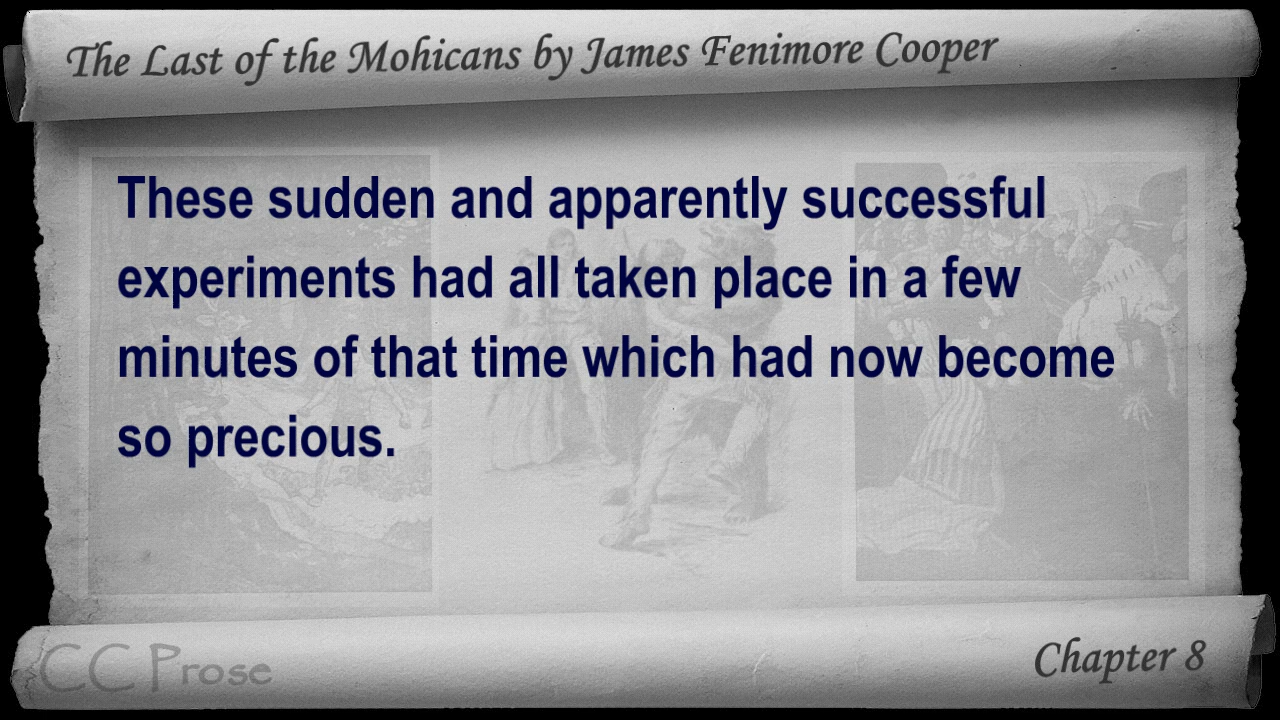 The Last of the Mohicans by James Fenimore Cooper
These sudden and apparently successful
experiments had all taken place in a few
minutes of that time which had now become
so precious.
CC Prose
Chapter 8